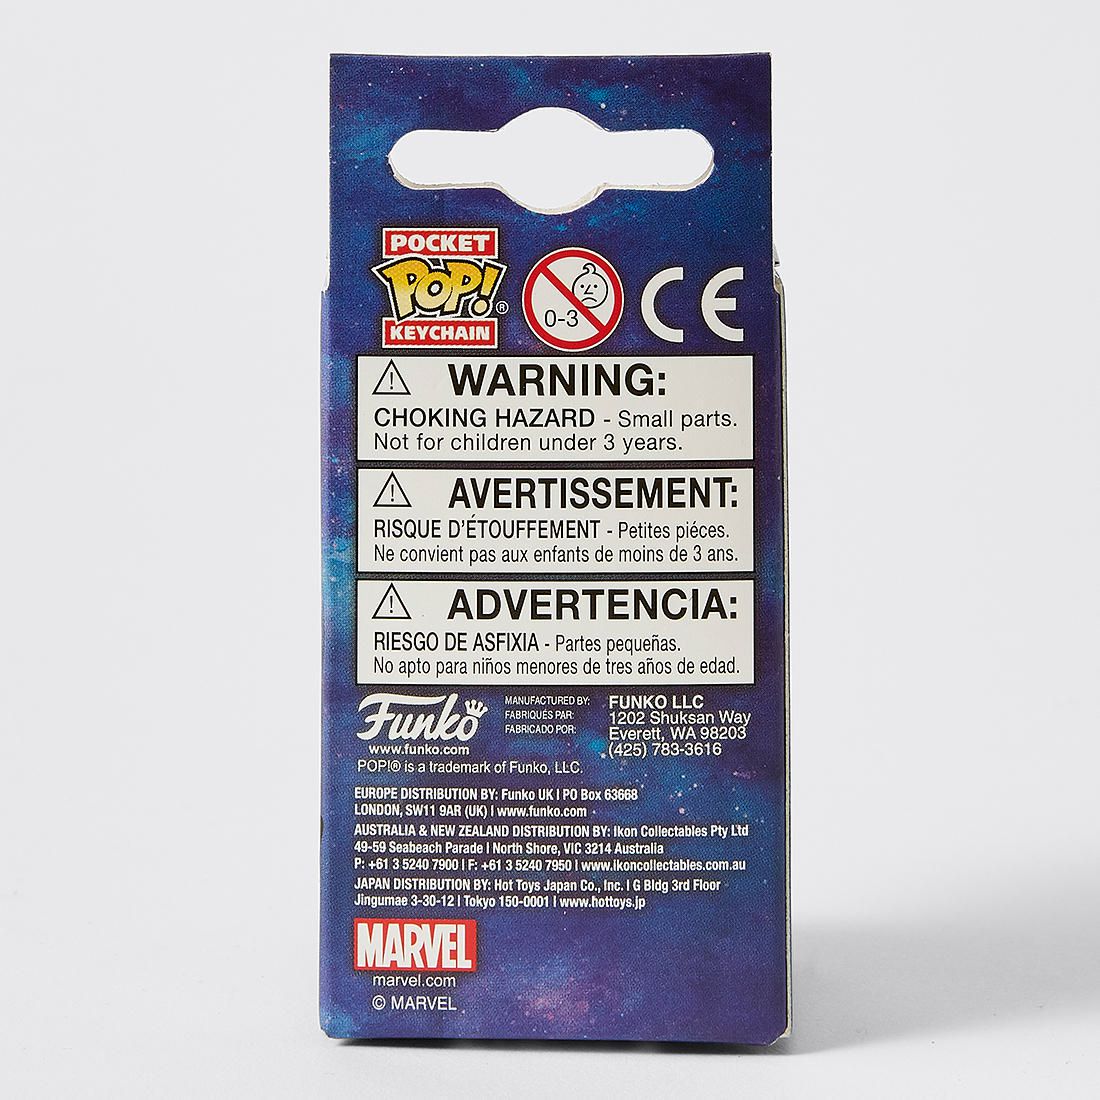 POCKET
POP!®
KEYCHAIN
0-3
CE
WARNING:
CHOKING HAZARD - Small parts.
Not for children under 3 years.
AVERTISSEMENT:
RISQUE D'ÉTOUFFEMENT - Petites piéces.
Ne convient pas aux enfants de moins de 3 ans.
ADVERTENCIA:
RIESGO DE ASFIXIA - Partes pequeñas.
No apto para niños menores de tres años de edad.
Funko
www.funko.com
MANUFACTURED BY:
FABRIQUÉS PAR:
FABRICADO POR:
FUNKO LLC
1202 Shuksan Way
Everett, WA 98203
(425) 783-3616
POP!® is a trademark of Funko, LLC.
EUROPE DISTRIBUTION BY: Funko UK | PO Box 63668
LONDON, SW11 9AR (UK) | www.funko.com
AUSTRALIA & NEW ZEALAND DISTRIBUTION BY: Ikon Collectables Pty Ltd
49-59 Seabeach Parade | North Shore, VIC 3214 Australia
P: +61 3 5240 7900 | F: +61 3 5240 7950 | www.ikoncollectables.com.au
JAPAN DISTRIBUTION BY: Hot Toys Japan Co., Inc. | G Bldg 3rd Floor
Jingumae 3-30-12 | Tokyo 150-0001 | www.hottoys.jp
MARVEL
marvel.com
© MARVEL